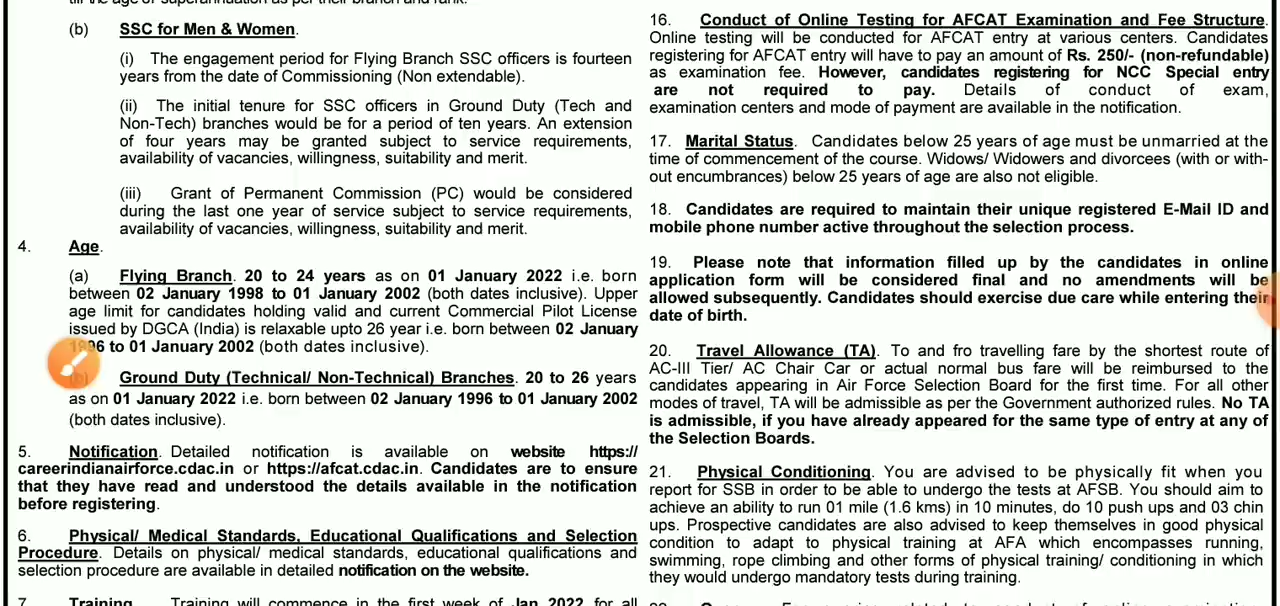 till the age of superannuation as per their branch and rank.
(b) SSC for Men & Women.
(i) The engagement period for Flying Branch SSC officers is fourteen
years from the date of Commissioning (Non extendable).
(ii) The initial tenure for SSC officers in Ground Duty (Tech and
Non-Tech) branches would be for a period of ten years. An extension
of four years may be granted subject to service requirements,
availability of vacancies, willingness, suitability and merit.
(iii) Grant of Permanent Commission (PC) would be considered
during the last one year of service subject to service requirements,
availability of vacancies, willingness, suitability and merit.
4. Age.
(a) Flying Branch. 20 to 24 years as on 01 January 2022 i.e. born
between 02 January 1998 to 01 January 2002 (both dates inclusive). Upper
age limit for candidates holding valid and current Commercial Pilot License
issued by DGCA (India) is relaxable upto 26 year i.e. born between 02 January
1996 to 01 January 2002 (both dates inclusive).
Ground Duty (Technical/ Non-Technical) Branches. 20 to 26 years
as on 01 January 2022 i.e. born between 02 January 1996 to 01 January 2002
(both dates inclusive).
5. Notification. Detailed notification is available on website https://
careerindianairforce.cdac.in or https://afcat.cdac.in. Candidates are to ensure
that they have read and understood the details available in the notification
before registering.
6. Physical/ Medical Standards, Educational Qualifications and Selection
Procedure. Details on physical/ medical standards, educational qualifications and
selection procedure are available in detailed notification on the website.
7. Training. Training will commence in the first week of Jan 2022 for all
16. Conduct of Online Testing for AFCAT Examination and Fee Structure.
Online testing will be conducted for AFCAT entry at various centers. Candidates
registering for AFCAT entry will have to pay an amount of Rs. 250/- (non-refundable)
as examination fee. However, candidates registering for NCC Special entry
are not required to pay. Details of conduct of exam,
examination centers and mode of payment are available in the notification.
17. Marital Status. Candidates below 25 years of age must be unmarried at the
time of commencement of the course. Widows/ Widowers and divorcees (with or with-
out encumbrances) below 25 years of age are also not eligible.
18. Candidates are required to maintain their unique registered E-Mail ID and
mobile phone number active throughout the selection process.
19. Please note that information filled up by the candidates in online
application form will be considered final and no amendments will be
allowed subsequently. Candidates should exercise due care while entering their
date of birth.
20. Travel Allowance (TA). To and fro travelling fare by the shortest route of
AC-III Tier/ AC Chair Car or actual normal bus fare will be reimbursed to the
candidates appearing in Air Force Selection Board for the first time. For all other
modes of travel, TA will be admissible as per the Government authorized rules. No TA
is admissible, if you have already appeared for the same type of entry at any of
the Selection Boards.
21. Physical Conditioning. You are advised to be physically fit when you
report for SSB in order to be able to undergo the tests at AFSB. You should aim to
achieve an ability to run 01 mile (1.6 kms) in 10 minutes, do 10 push ups and 03 chin
ups. Prospective candidates are also advised to keep themselves in good physical
condition to adapt to physical training at AFA which encompasses running,
swimming, rope climbing and other forms of physical training/ conditioning in which
they would undergo mandatory tests during training.